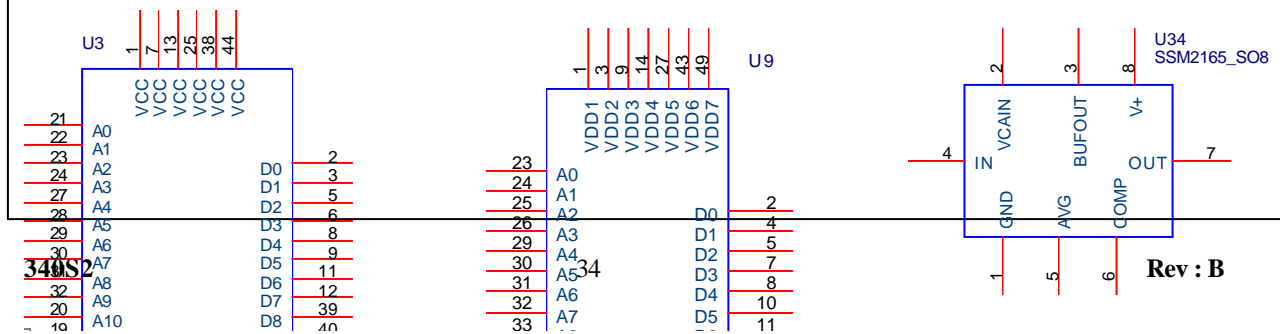 U3
1 7 13 25 38 44
VCC VCC VCC VCC VCC VCC
21 A0
22 A1
23 A2
24 A3
27 A4
28 A5
29 A6
30 A7
31 A8
32 A9
20 A10
19
D0 2
D1 3
D2 5
D3 6
D4 8
D5 9
D6 11
D7 12
D8 39
40
340S2
U9
1 3 9 14 27 43 49
VDD1 VDD2 VDD3 VDD4 VDD5 VDD6 VDD7
23 A0
24 A1
25 A2
26 A3
29 A4
30 A5
31 A6
32 A7
33
D0 2
D1 4
D2 5
D3 7
D4 8
D5 10
11
34
U34
SSM2165_SO8
2 3 8
VCAIN BUFOUT V+
4 IN
OUT 7
GND AVG COMP
1 5 6
Rev : B